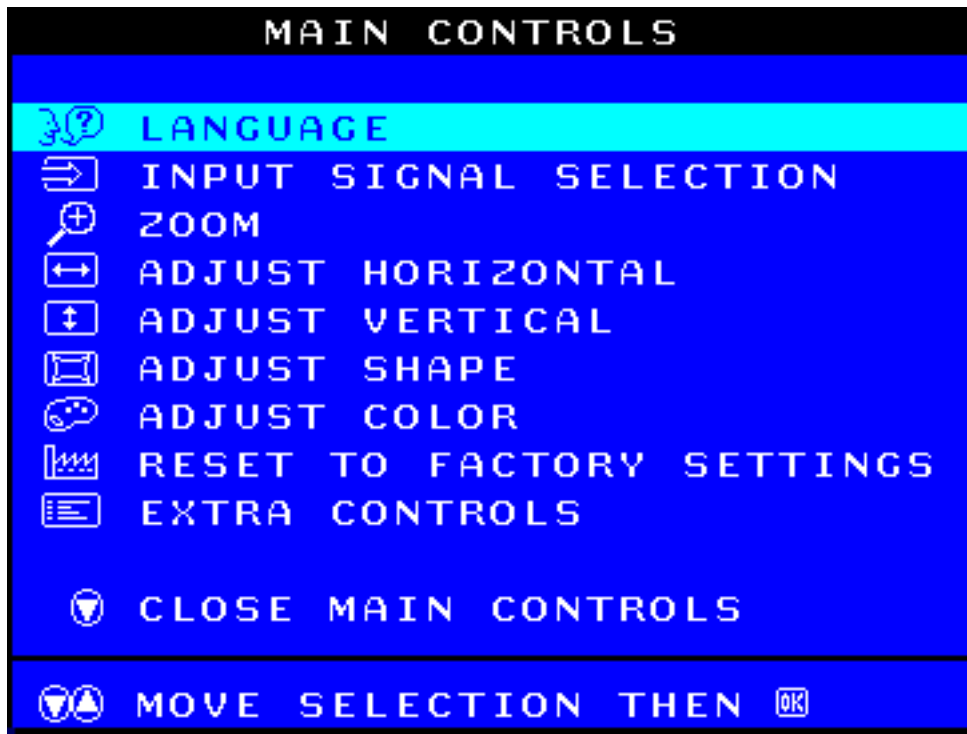 MAIN CONTROLS
LANGUAGE
INPUT SIGNAL SELECTION
ZOOM
ADJUST HORIZONTAL
ADJUST VERTICAL
ADJUST SHAPE
ADJUST COLOR
RESET TO FACTORY SETTINGS
EXTRA CONTROLS
CLOSE MAIN CONTROLS
MOVE SELECTION THEN OK